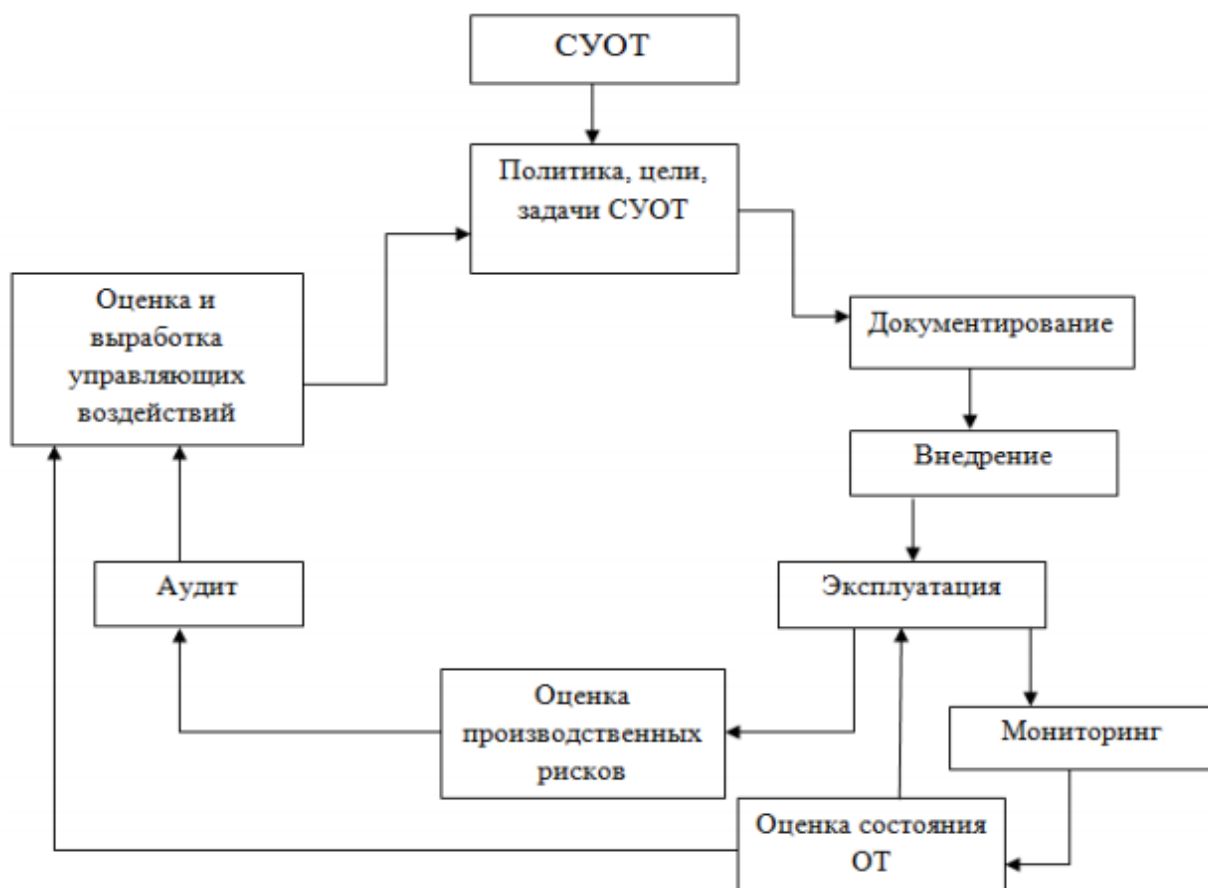 СУОТ
Политика, цели,
задачи СУОТ
Оценка и
выработка
управляющих
воздействий
Документирование
Внедрение
Аудит
Эксплуатация
Оценка
производственных
рисков
Мониторинг
Оценка состояния
ОТ